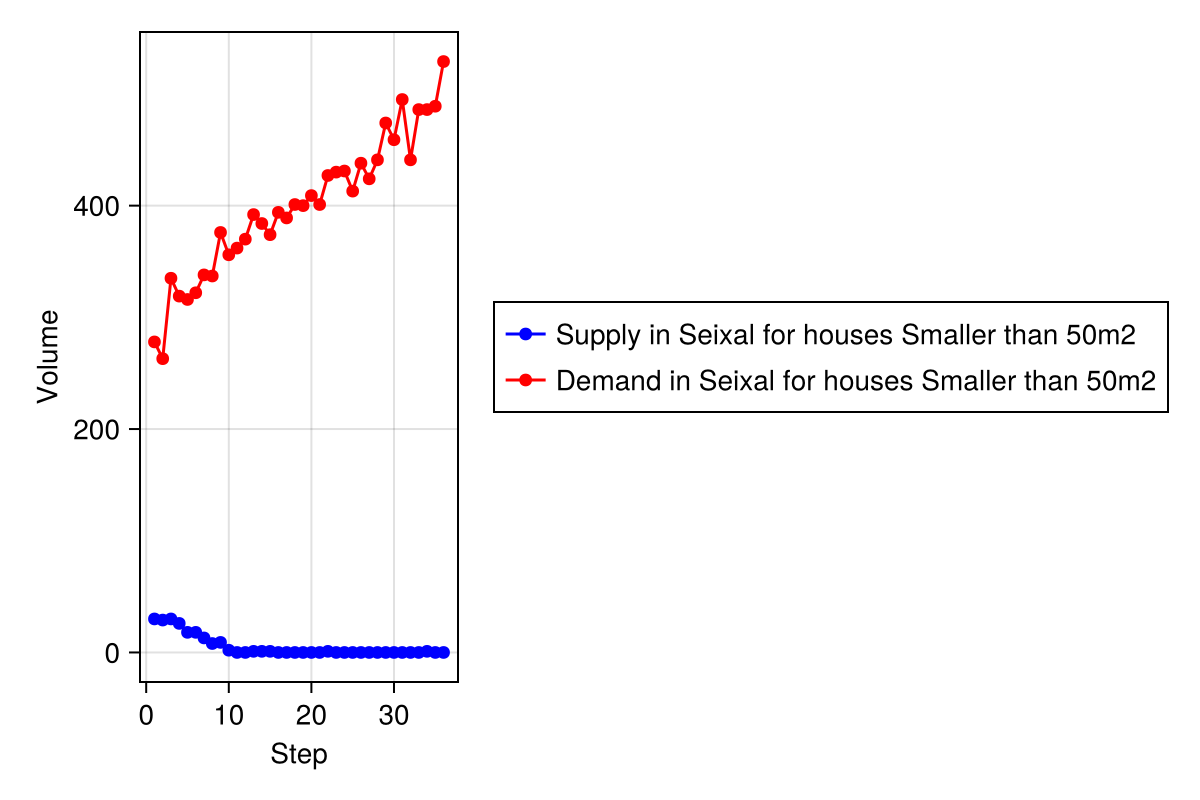 Volume
400
200
0
0 10 20 30
Step
Supply in Seixal for houses Smaller than 50m2
Demand in Seixal for houses Smaller than 50m2